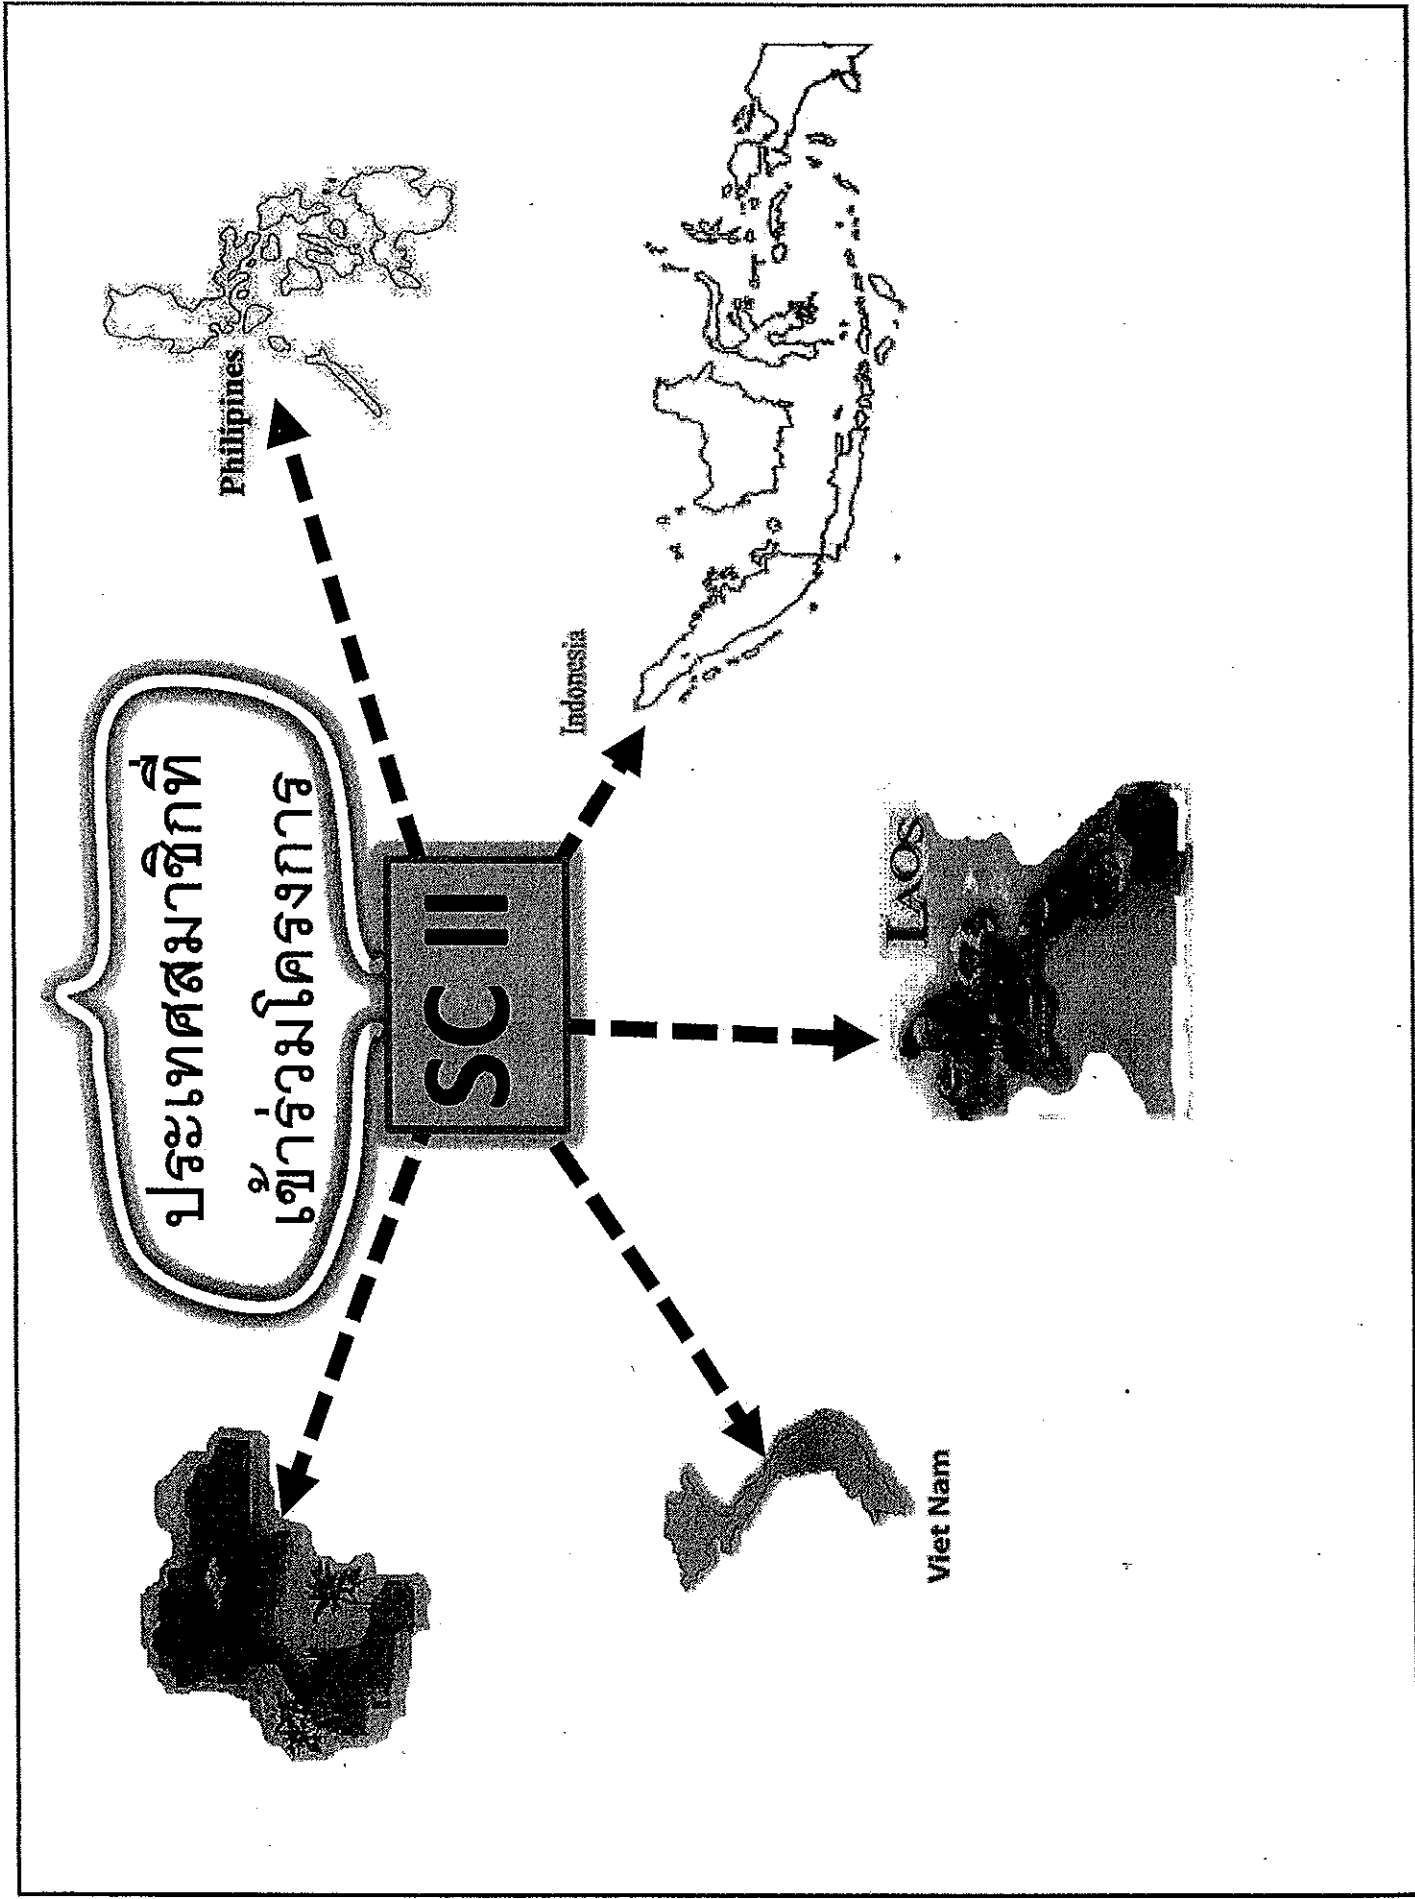 ประเทศสมาชิกที่
เข้าร่วมโครงการ
SC II
Philipines
Indonesia
LAOS
Viet Nam